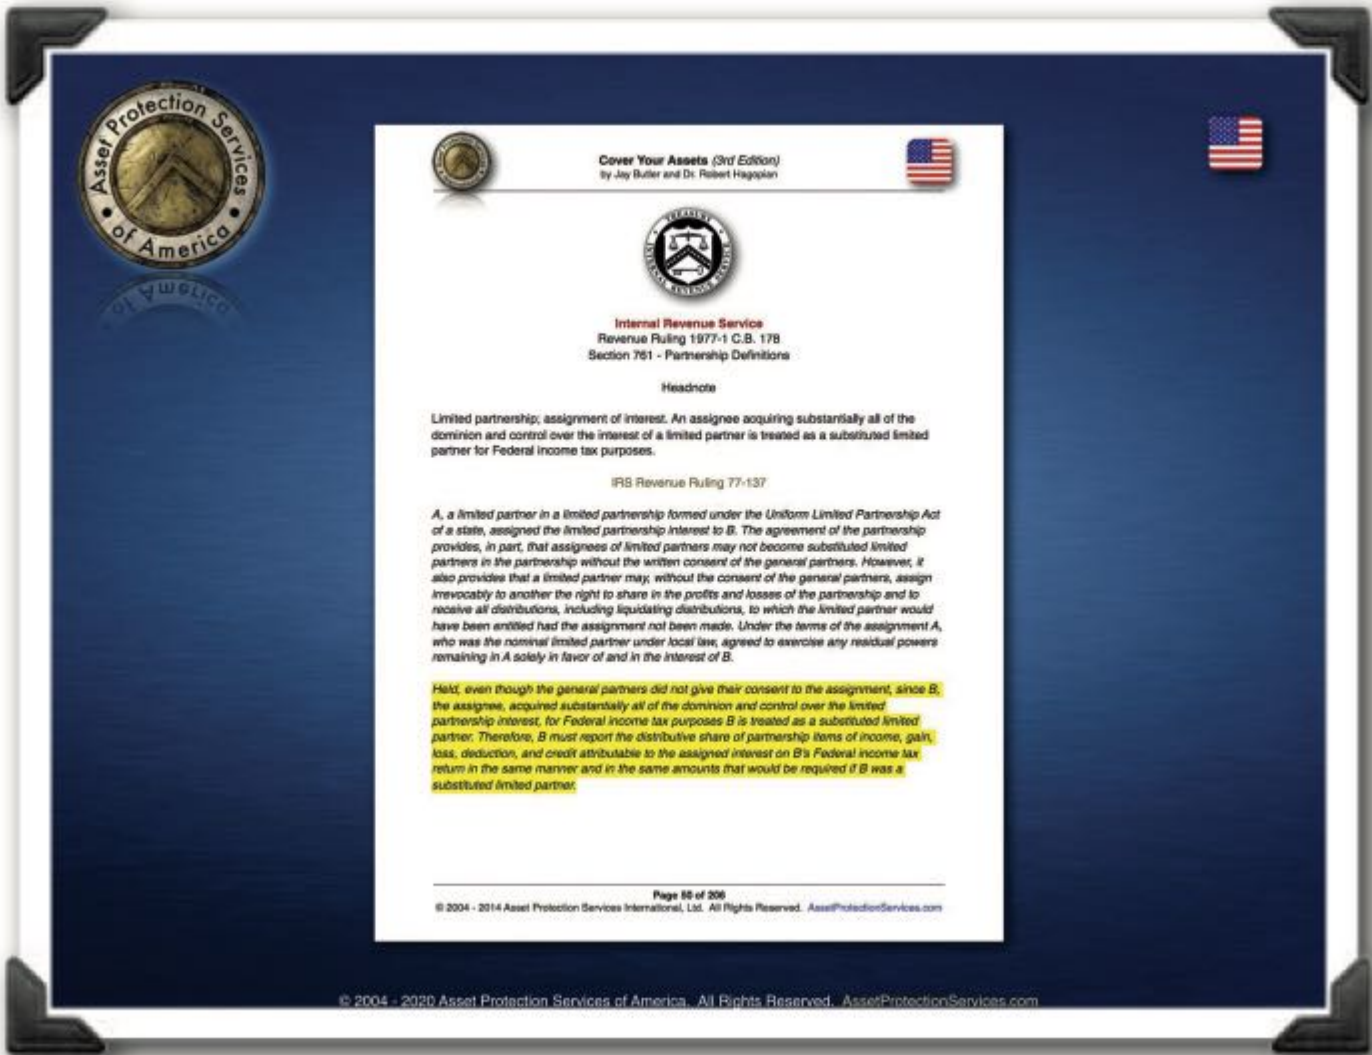 Asset Protection Services
of America
Cover Your Assets (3rd Edition)
by Jay Butler and Dr. Robert Hagopian
TREASURY
INTERNAL REVENUE SERVICE
Internal Revenue Service
Revenue Ruling 1977-1 C.B. 178
Section 761 - Partnership Definitions
Headnote
Limited partnership; assignment of interest. An assignee acquiring substantially all of the
dominion and control over the interest of a limited partner is treated as a substituted limited
partner for Federal income tax purposes.
IRS Revenue Ruling 77-137
A, a limited partner in a limited partnership formed under the Uniform Limited Partnership Act
of a state, assigned the limited partnership interest to B. The agreement of the partnership
provides, in part, that assignees of limited partners may not become substituted limited
partners in the partnership without the written consent of the general partners. However, it
also provides that a limited partner may, without the consent of the general partners, assign
irrevocably to another the right to share in the profits and losses of the partnership and to
receive all distributions, including liquidating distributions, to which the limited partner would
have been entitled had the assignment not been made. Under the terms of the assignment A,
who was the nominal limited partner under local law, agreed to exercise any residual powers
remaining in A solely in favor of and in the interest of B.
Held, even though the general partners did not give their consent to the assignment, since B,
the assignee, acquired substantially all of the dominion and control over the limited
partnership interest, for Federal income tax purposes B is treated as a substituted limited
partner. Therefore, B must report the distributive share of partnership items of income, gain,
loss, deduction, and credit attributable to the assigned interest on B's Federal income tax
return in the same manner and in the same amounts that would be required if B was a
substituted limited partner.
Page of 206
© 2004 - 2014 Asset Protection Services International, Ltd. All Rights Reserved. AssetProtectionServices.com
© 2004 - 2020 Asset Protection Services of America. All Rights Reserved. AssetProtectionServices.com